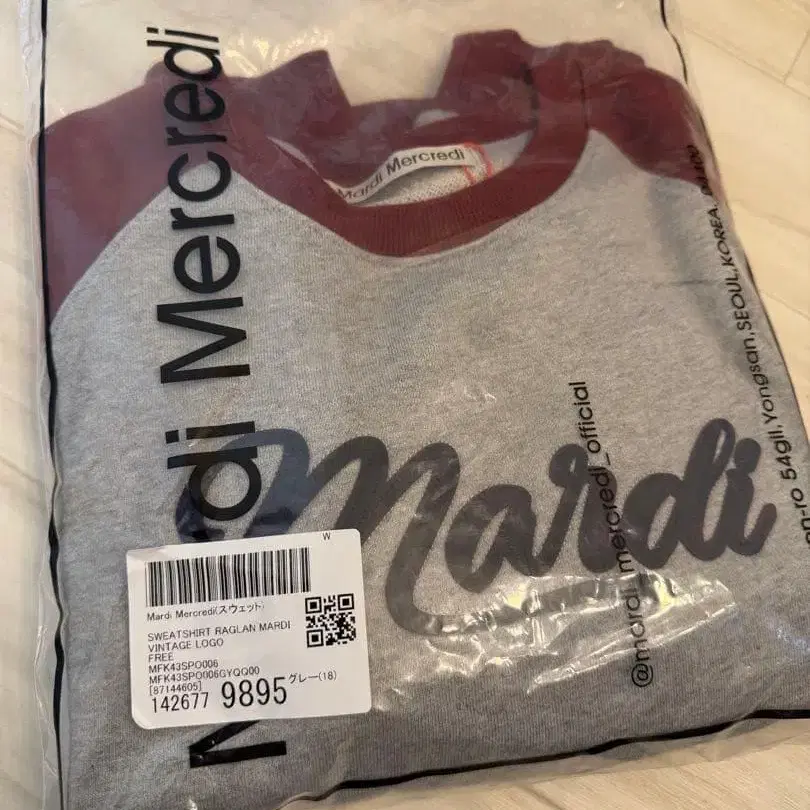 Mardi Mercredi
Mardi Mercredi
Mardi
@mardi_mercredi_official
54gil,Yongsan,SEOUL,KOREA.
W
Mardi Mercredi(スウェット)
SWEATSHIRT RAGLAN MARDI
VINTAGE LOGO
FREE
MFK43SPO006
MFK43SPO006GYQQ00
[87144605]
142677 9895 グレー(18)